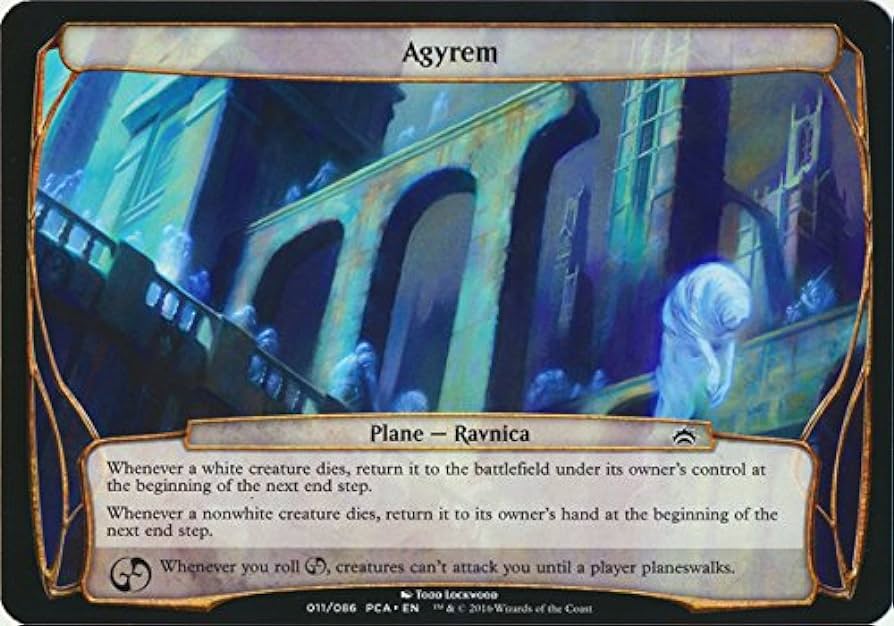 Agyrem
Plane — Ravnica
Whenever a white creature dies, return it to the battlefield under its owner's control at
the beginning of the next end step.
Whenever a nonwhite creature dies, return it to its owner's hand at the beginning of the
next end step.
Whenever you roll , creatures can't attack you until a player planeswalks.
Todd Lockwood
011/086 PCA • EN ™ & © 2016 Wizards of the Coast